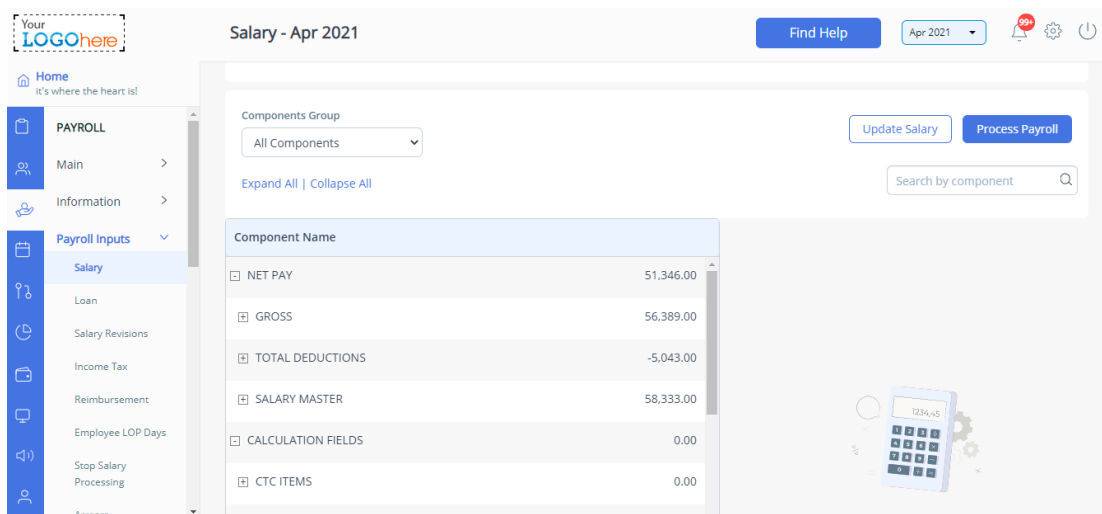 Your
LOGOhere
Salary - Apr 2021
Find Help
Apr 2021
99+
Home
it's where the heart is!
PAYROLL
Main
Information
Payroll Inputs
Salary
Loan
Salary Revisions
Income Tax
Reimbursement
Employee LOP Days
Stop Salary
Processing
Components Group
All Components
Update Salary
Process Payroll
Expand All | Collapse All
Search by component
Component Name
NET PAY 51,346.00
GROSS 56,389.00
TOTAL DEDUCTIONS -5,043.00
SALARY MASTER 58,333.00
CALCULATION FIELDS 0.00
CTC ITEMS 0.00
1234,45